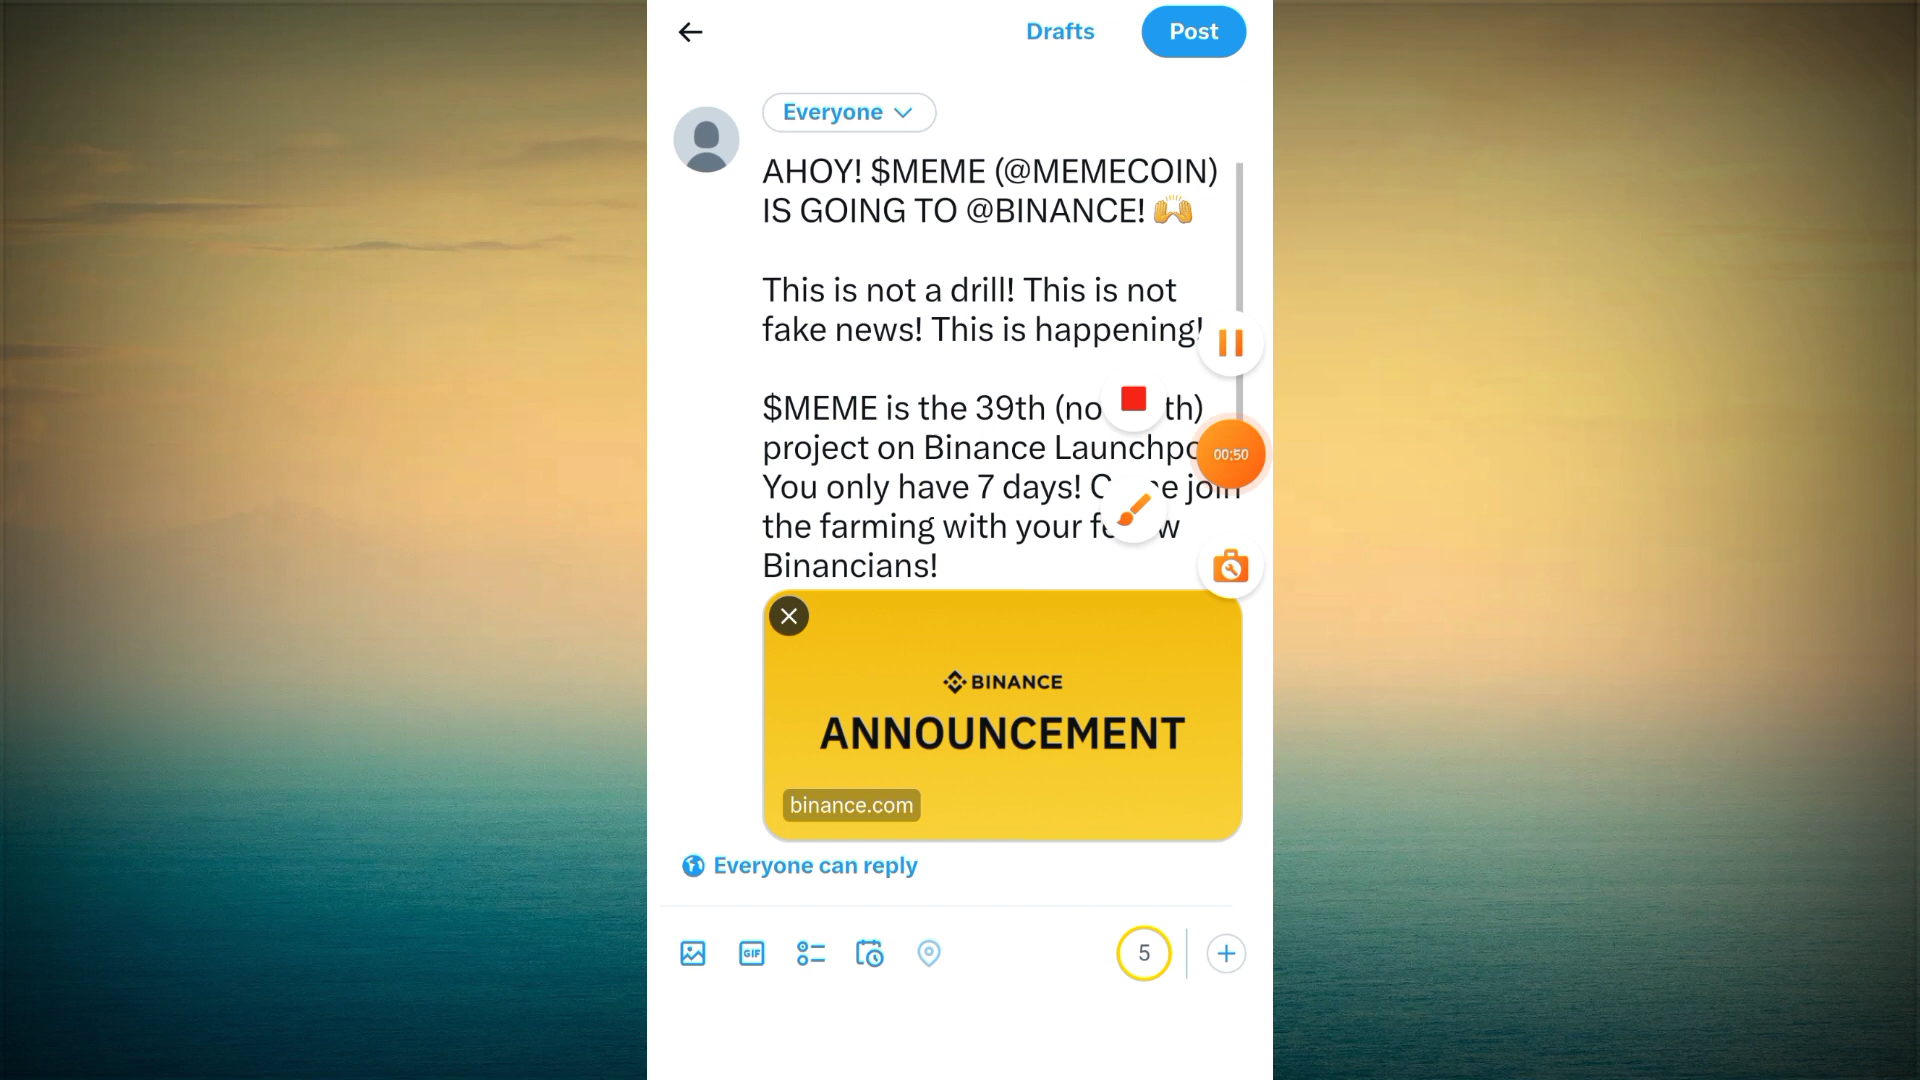 Drafts Post
Everyone
AHOY! $MEME (@MEMECOIN)
IS GOING TO @BINANCE! 🙌
This is not a drill! This is not
fake news! This is happening!
$MEME is the 39th (no th)
project on Binance
You only have 7 days! join
the farming with your
Binancians!
BINANCE
ANNOUNCEMENT
binance.com
Everyone can reply
GIF
5
00:50